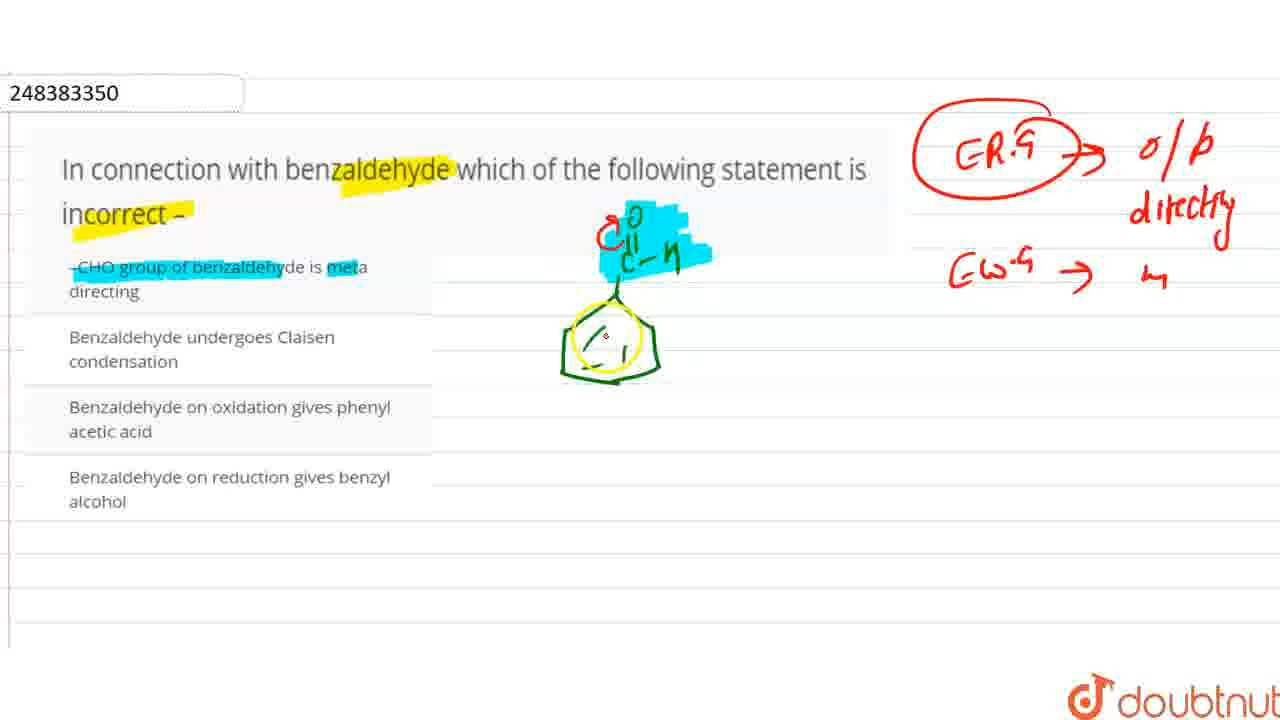 248383350
In connection with benzaldehyde which of the following statement is
incorrect –
-CHO group of benzaldehyde is meta
directing
Benzaldehyde undergoes Claisen
condensation
Benzaldehyde on oxidation gives phenyl
acetic acid
Benzaldehyde on reduction gives benzyl
alcohol
O
C-H
ERG → o/p
directing
EWG → m
doubtnut